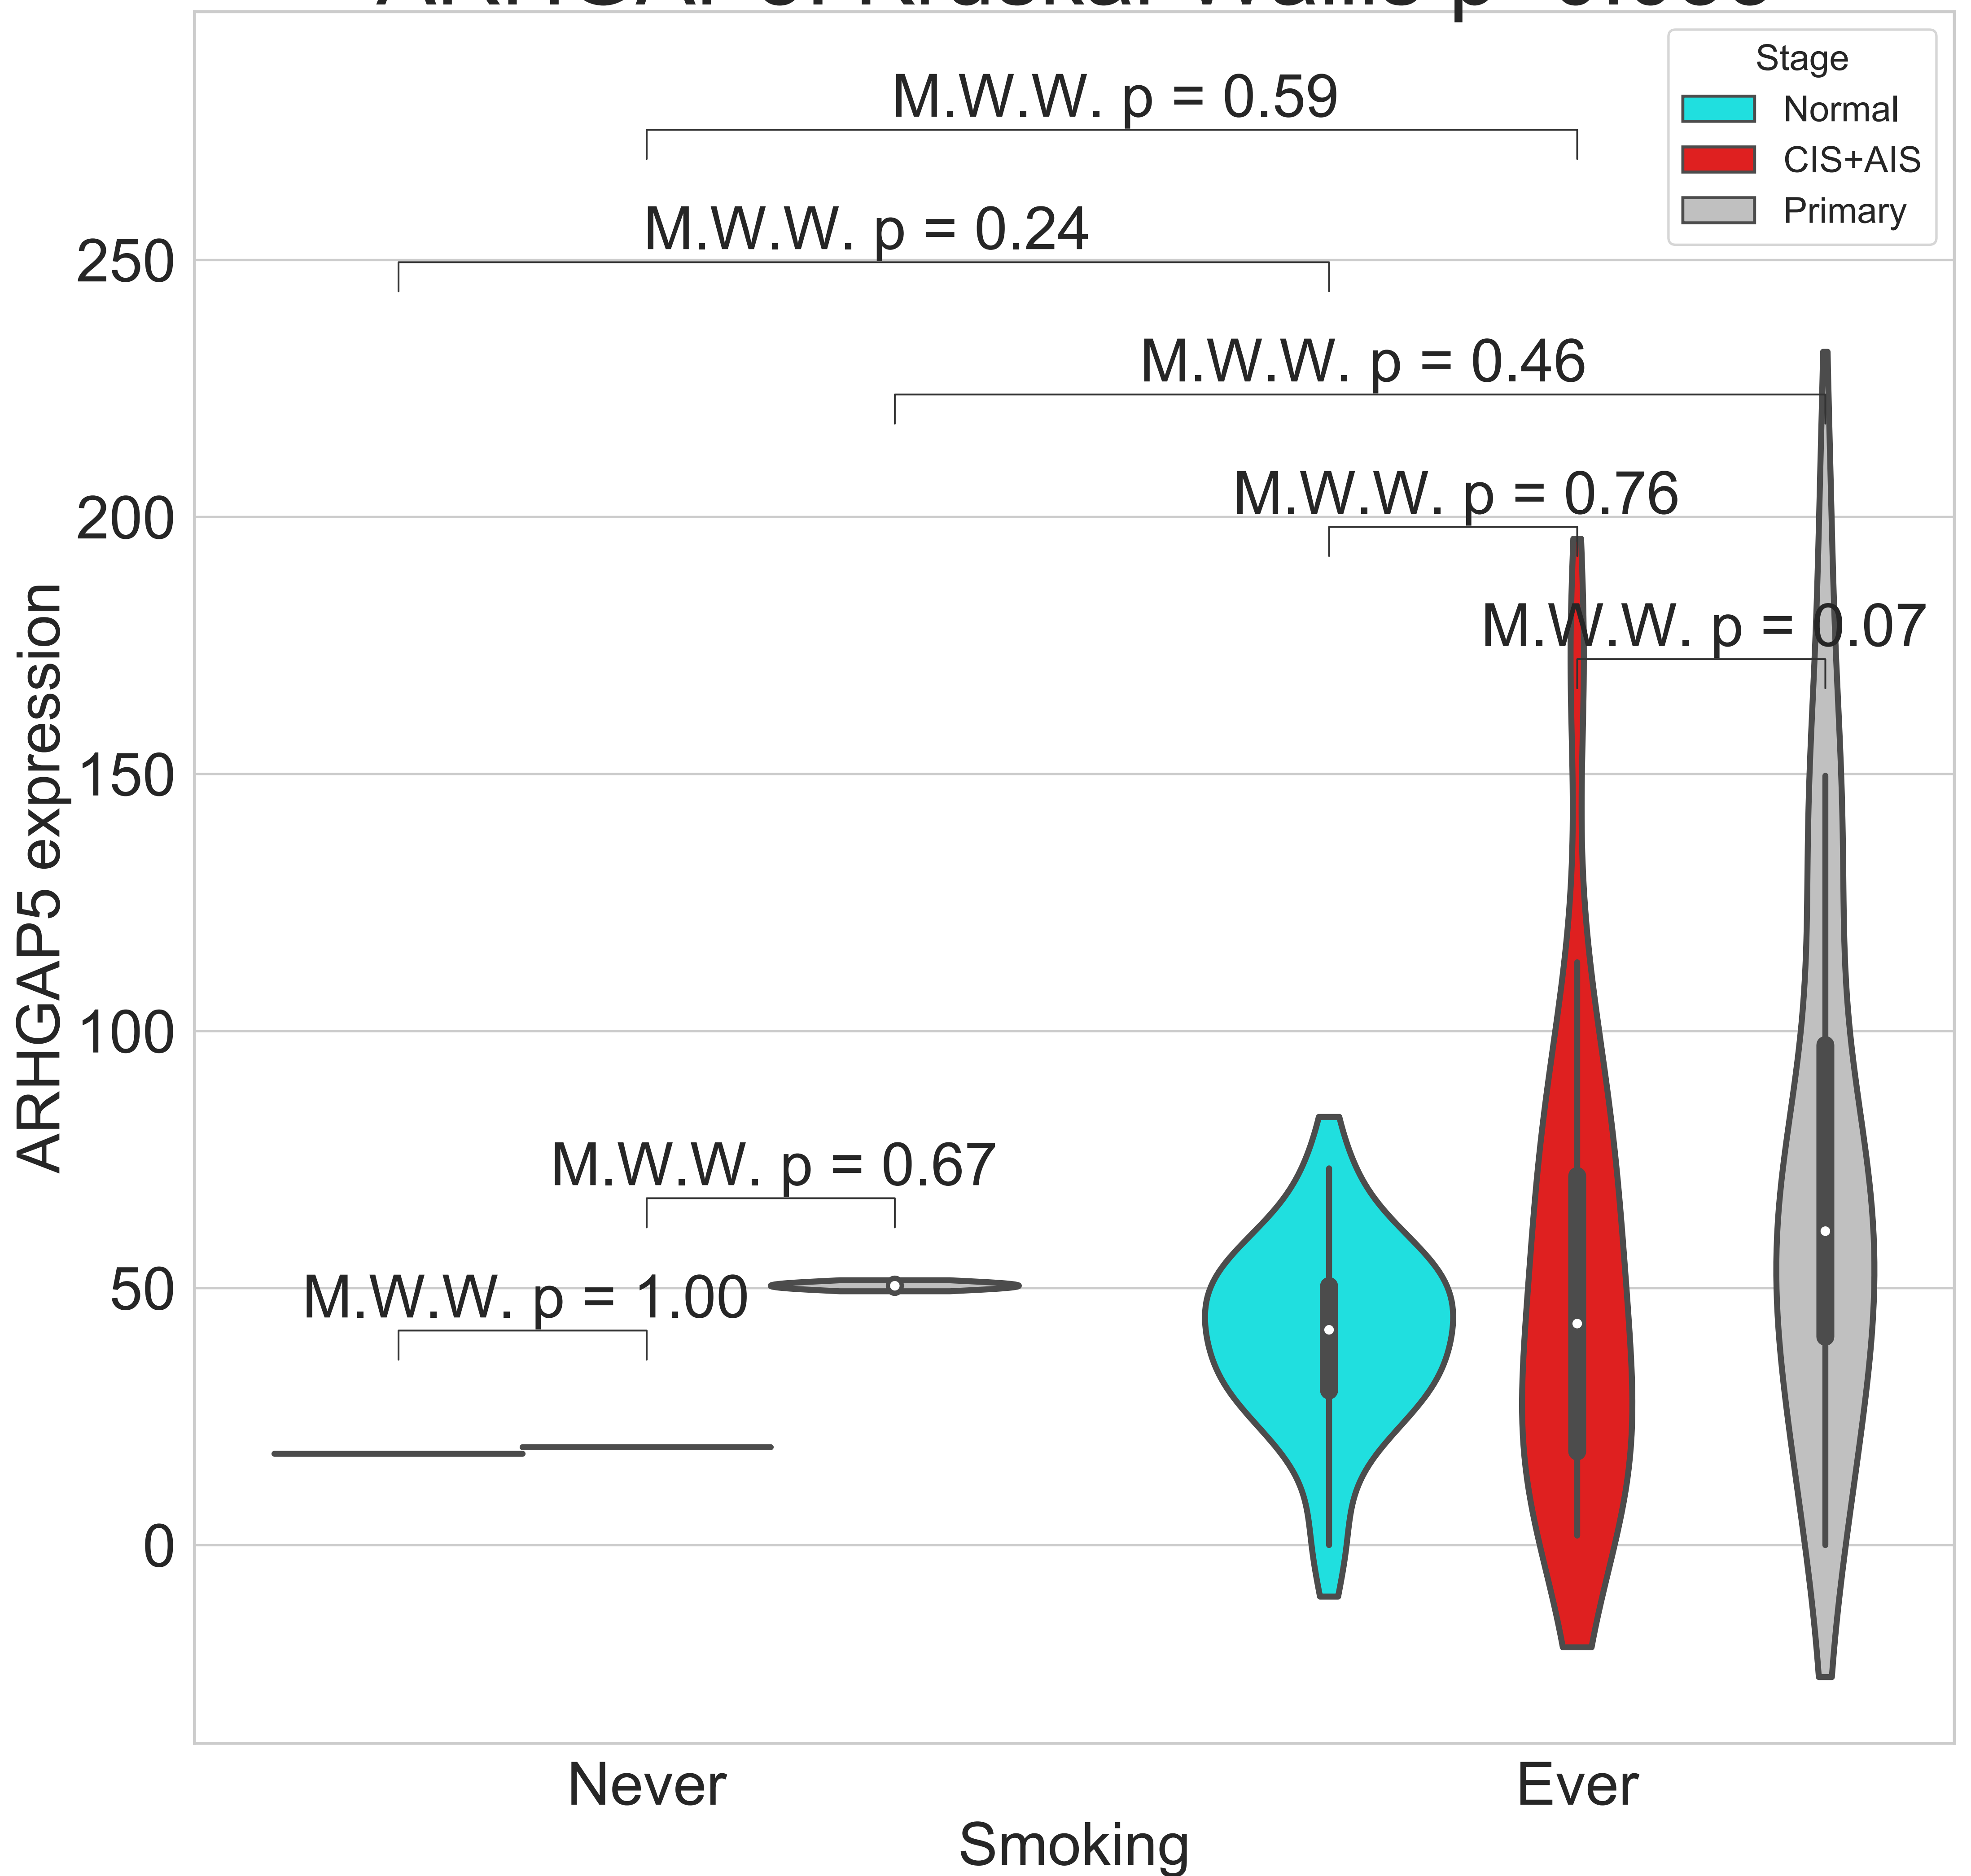 Stage
Normal
CIS+AIS
Primary
M.W.W. p = 0.59
M.W.W. p = 0.24
M.W.W. p = 0.46
M.W.W. p = 0.76
M.W.W. p = 0.07
M.W.W. p = 0.67
M.W.W. p = 1.00
250
200
150
100
50
0
ARHGAP5 expression
Never
Ever
Smoking